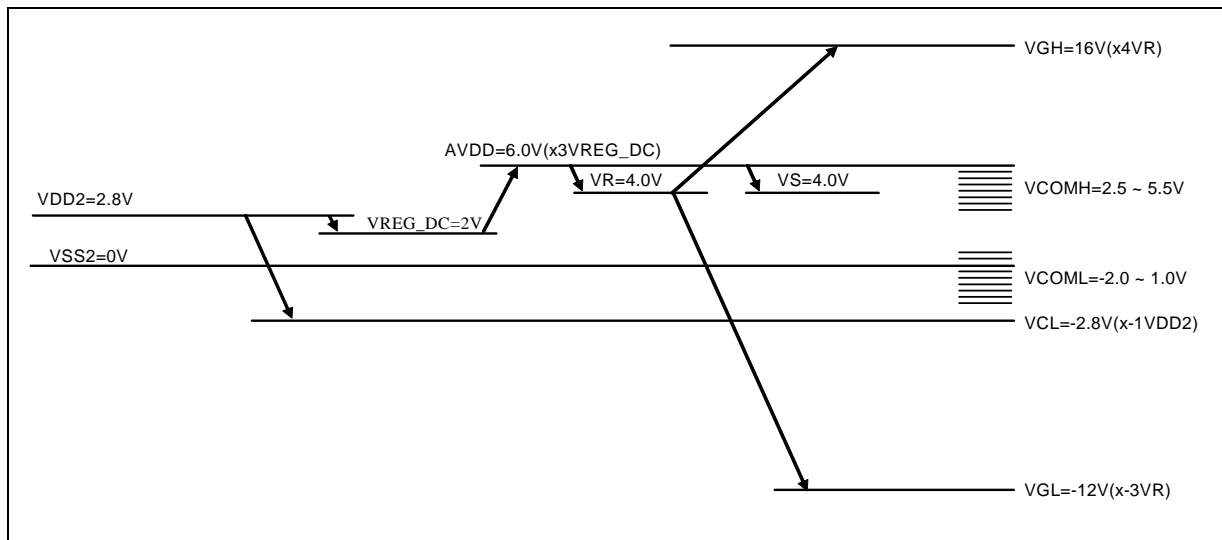 VGH=16V(x4VR)
AVDD=6.0V(x3VREG_DC)
VR=4.0V
VS=4.0V
VCOMH=2.5 ~ 5.5V
VDD2=2.8V
VREG_DC=2V
VSS2=0V
VCOML=-2.0 ~ 1.0V
VCL=-2.8V(x-1VDD2)
VGL=-12V(x-3VR)